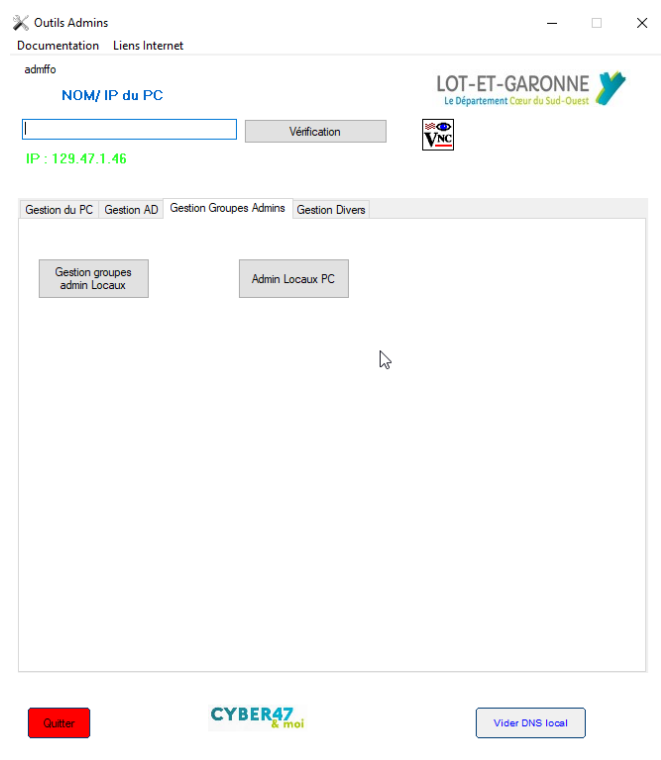 Outils Admins
Documentation Liens Internet
admffo
NOM/ IP du PC
LOT-ET-GARONNE
Le Département Cœur du Sud-Ouest
Vérification
VNC
IP : 129.47.1.46
Gestion du PC Gestion AD Gestion Groupes Admins Gestion Divers
Gestion groupes
admin Locaux
Admin Locaux PC
Quitter
CYBER47
& moi
Vider DNS local